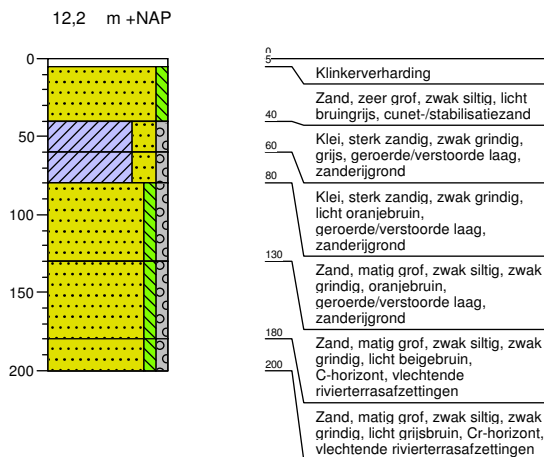 12,2 m +NAP
0
50
100
150
200
0
5
Klinkerverharding
Zand, zeer grof, zwak siltig, licht
bruingrijs, cunet-/stabilisatiezand
40
Klei, sterk zandig, zwak grindig,
grijs, geroerde/verstoorde laag,
zanderijgrond
60
Klei, sterk zandig, zwak grindig,
licht oranjebruin,
geroerde/verstoorde laag,
zanderijgrond
80
Zand, matig grof, zwak siltig, zwak
grindig, oranjebruin,
geroerde/verstoorde laag,
zanderijgrond
130
Zand, matig grof, zwak siltig, zwak
grindig, licht beigebruin,
C-horizont, vlechtende
rivierterrasafzettingen
180
Zand, matig grof, zwak siltig, zwak
grindig, licht grijsbruin, Cr-horizont,
vlechtende rivierterrasafzettingen
200